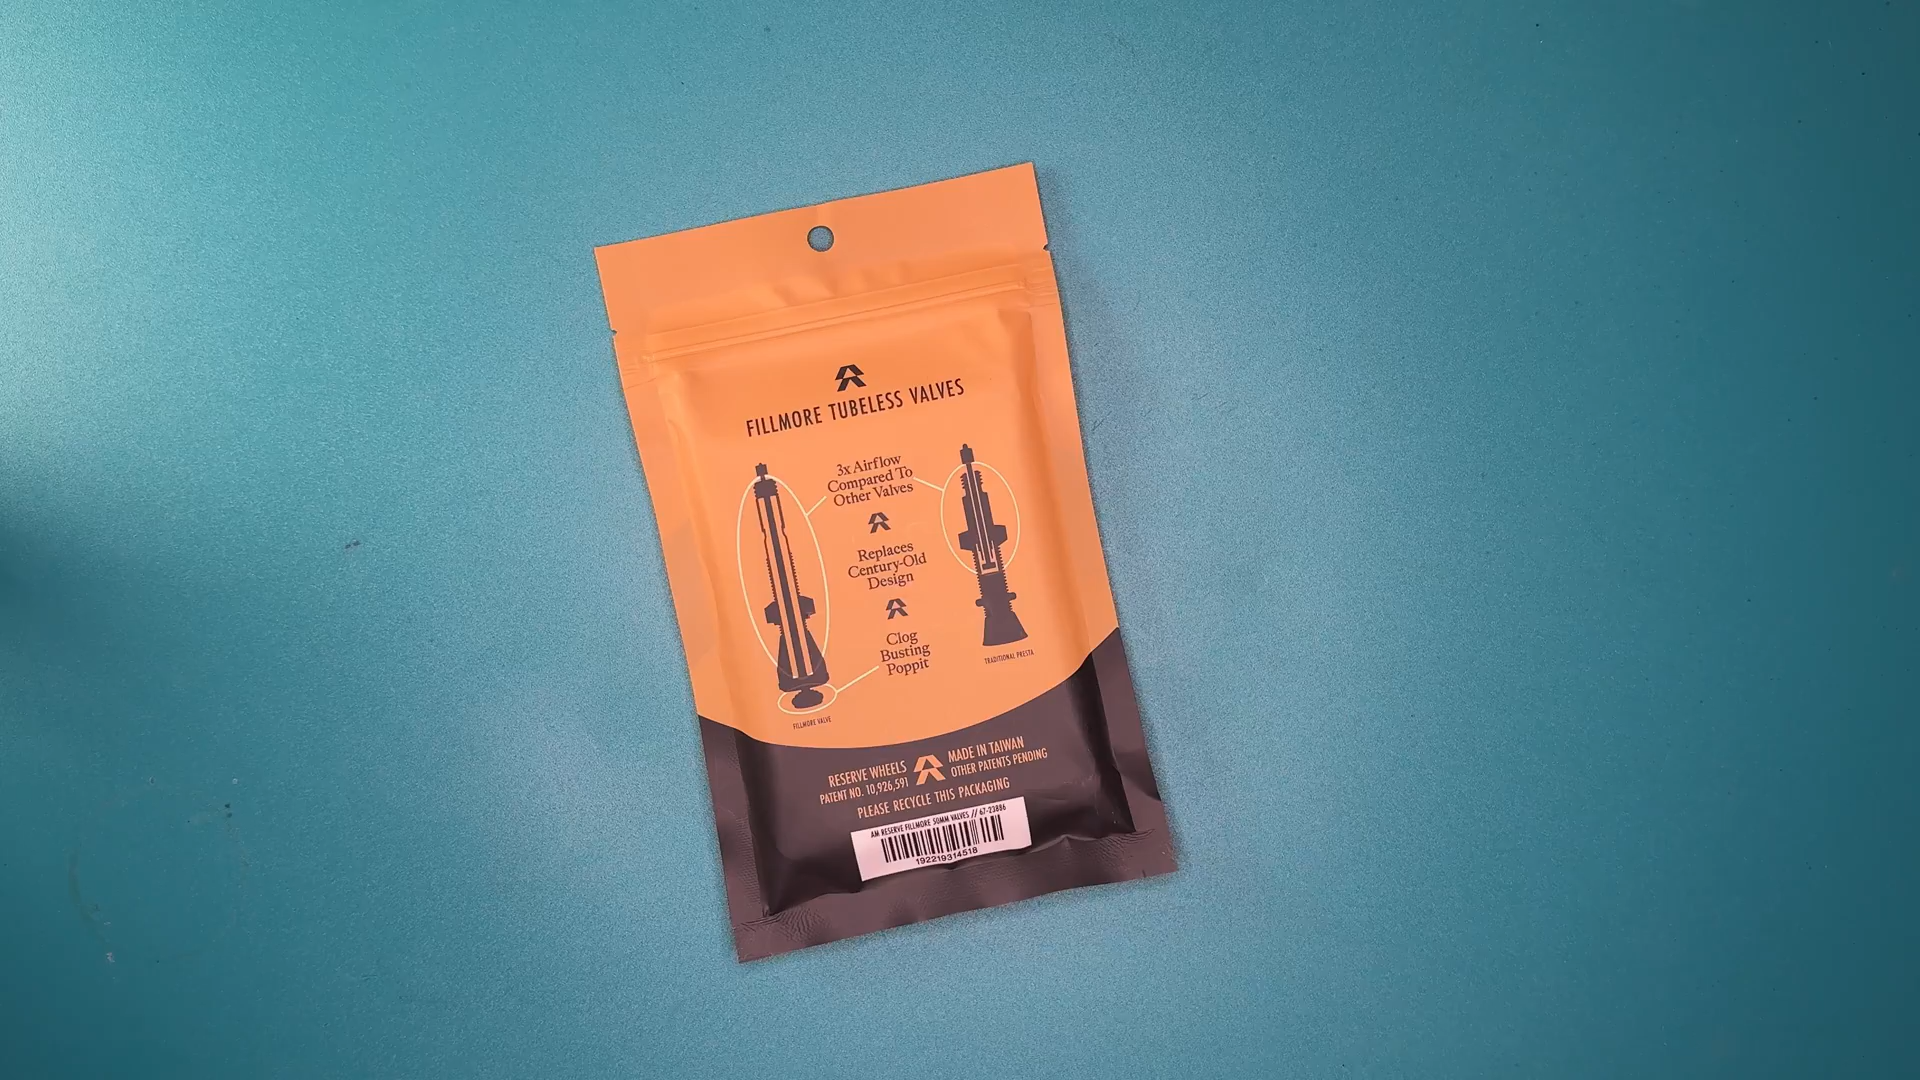 FILLMORE TUBELESS VALVES
3x Airflow
Compared To
Other Valves
Replaces
Century-Old
Design
Clog
Busting
Poppit
TRADITIONAL PRESTA
FILLMORE VALVE
RESERVE WHEELS
PATENT NO. 10,926,591
MADE IN TAIWAN
OTHER PATENTS PENDING
PLEASE RECYCLE THIS PACKAGING
AM RESERVE FILLMORE 50MM VALVES // 67-23886
192219314518